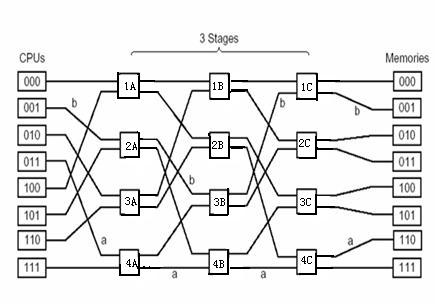 3 Stages
CPUs Memories
000 1A 1B 1C 000
b
001 b 001
010 2A 2B 2C 010
011 011
b
100 3A 3B 3C 100
101 101
110 a a 110
4A 4B 4C
111 a a 111